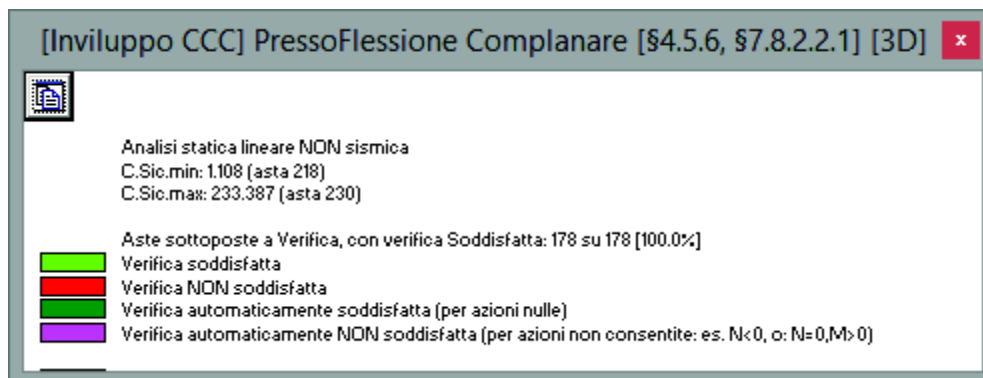 [Inviluppo CCC] PressoFlessione Complanare [§4.5.6, §7.8.2.2.1] [3D] x
Analisi statica lineare NON sismica
C.Sic.min: 1.108 (asta 218)
C.Sic.max: 233.387 (asta 230)
Aste sottoposte a Verifica, con verifica Soddisfatta: 178 su 178 [100.0%]
Verifica soddisfatta
Verifica NON soddisfatta
Verifica automaticamente soddisfatta (per azioni nulle)
Verifica automaticamente NON soddisfatta (per azioni non consentite: es. N<0, o: N=0,M>0)